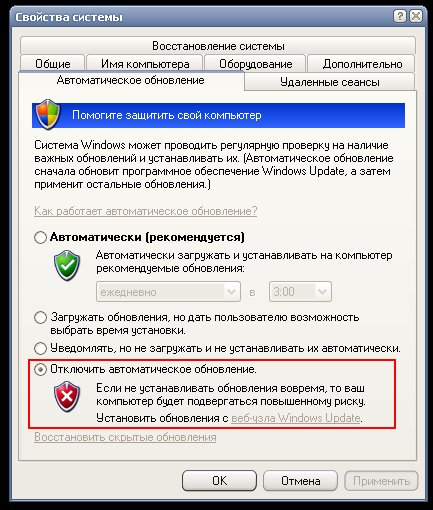 Свойства системы
Восстановление системы
Общие Имя компьютера Оборудование Дополнительно
Автоматическое обновление Удаленные сеансы
Помогите защитить свой компьютер
Система Windows может проводить регулярную проверку на наличие
важных обновлений и устанавливать их. (Автоматическое обновление
сначала обновит программное обеспечение Windows Update, а затем
применит остальные обновления.)
Как работает автоматическое обновление?
Автоматически (рекомендуется)
Автоматически загружать и устанавливать на компьютер
рекомендуемые обновления:
ежедневно в 3:00
Загружать обновления, но дать пользователю возможность
выбрать время установки.
Уведомлять, но не загружать и не устанавливать их автоматически.
Отключить автоматическое обновление.
Если не устанавливать обновления вовремя, то ваш
компьютер будет подвергаться повышенному риску.
Установить обновления с веб-узла Windows Update.
Восстановить скрытые обновления
OK Отмена Применить